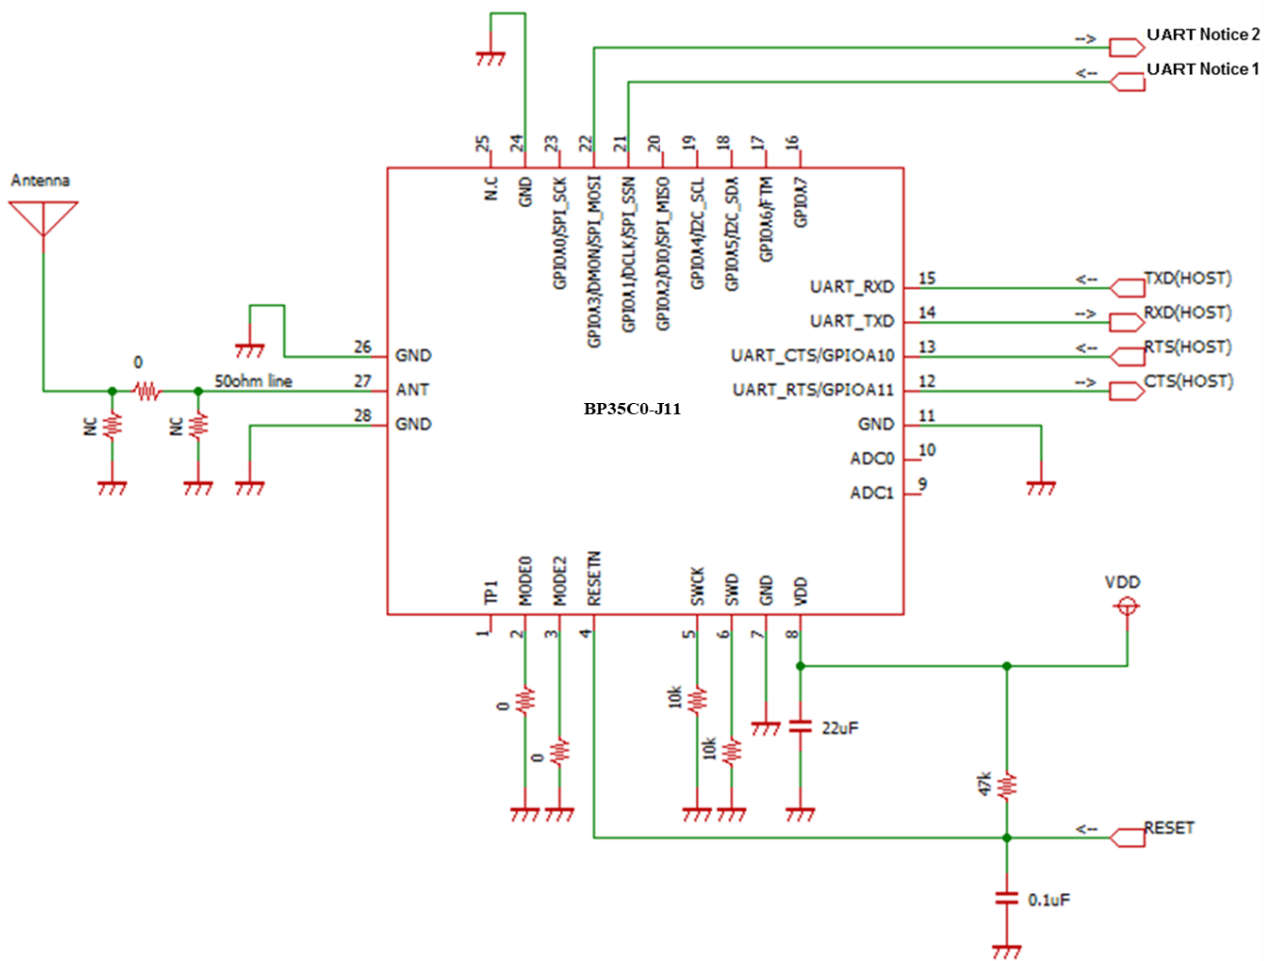 UART Notice 2
-->
UART Notice 1
<--
25
24
23
22
21
20
19
18
17
16
N.C
GND
GPIOA0/SPI_SCK
GPIOA3/DMON/SPI_MOSI
GPIOA1/DCLK/SPI_SSN
GPIOA2/DIO/SPI_MISO
GPIOA4/I2C_SCL
GPIOA5/I2C_SDA
GPIOA6/FTM
GPIOA7
Antenna
0
50ohm line
NC
NC
26
GND
27
ANT
28
GND
BP35C0-J11
UART_RXD
15
<--
TXD(HOST)
UART_TXD
14
-->
RXD(HOST)
UART_CTS/GPIOA10
13
<--
RTS(HOST)
UART_RTS/GPIOA11
12
-->
CTS(HOST)
GND
11
ADC0
10
ADC1
9
TP1
MODE0
MODE2
RESETN
SWCK
SWD
GND
VDD
1
2
3
4
5
6
7
8
VDD
0
0
10k
10k
22uF
47k
<--
RESET
0.1uF